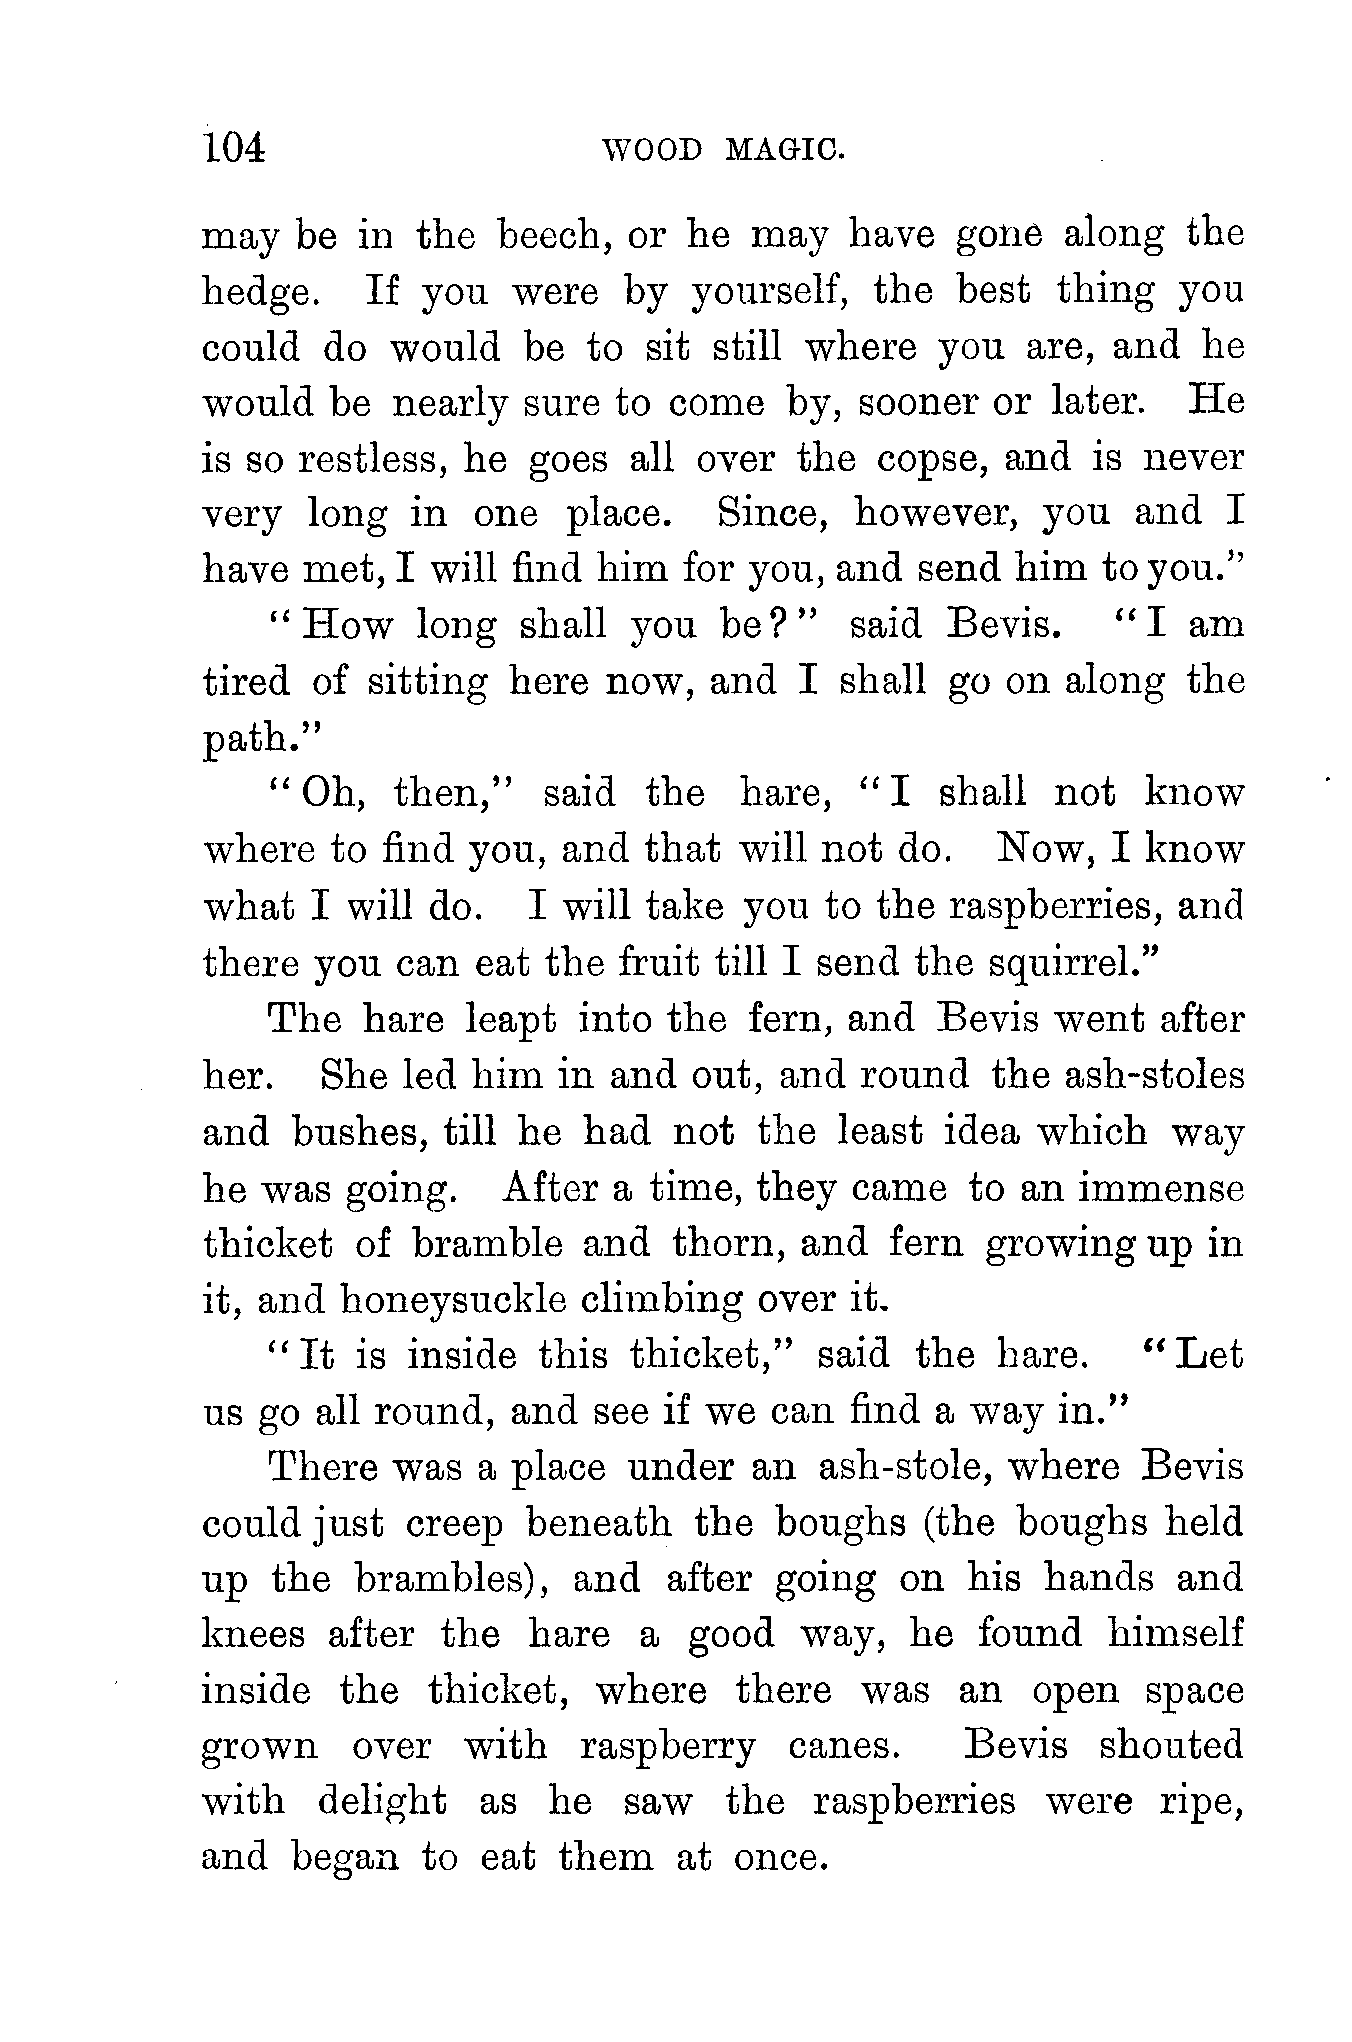 104 WOOD MAGIC.
may be in the beech, or he may have gone along the
hedge. If you were by yourself, the best thing you
could do would be to sit still where you are, and he
would be nearly sure to come by, sooner or later. He
is so restless, he goes all over the copse, and is never
very long in one place. Since, however, you and I
have met, I will find him for you, and send him to you.”
“How long shall you be?” said Bevis. “I am
tired of sitting here now, and I shall go on along the
path.”
“Oh, then,” said the hare, “I shall not know
where to find you, and that will not do. Now, I know
what I will do. I will take you to the raspberries, and
there you can eat the fruit till I send the squirrel.”
The hare leapt into the fern, and Bevis went after
her. She led him in and out, and round the ash-stoles
and bushes, till he had not the least idea which way
he was going. After a time, they came to an immense
thicket of bramble and thorn, and fern growing up in
it, and honeysuckle climbing over it.
“It is inside this thicket,” said the hare. “Let
us go all round, and see if we can find a way in.”
There was a place under an ash-stole, where Bevis
could just creep beneath the boughs (the boughs held
up the brambles), and after going on his hands and
knees after the hare a good way, he found himself
inside the thicket, where there was an open space
grown over with raspberry canes. Bevis shouted
with delight as he saw the raspberries were ripe,
and began to eat them at once.